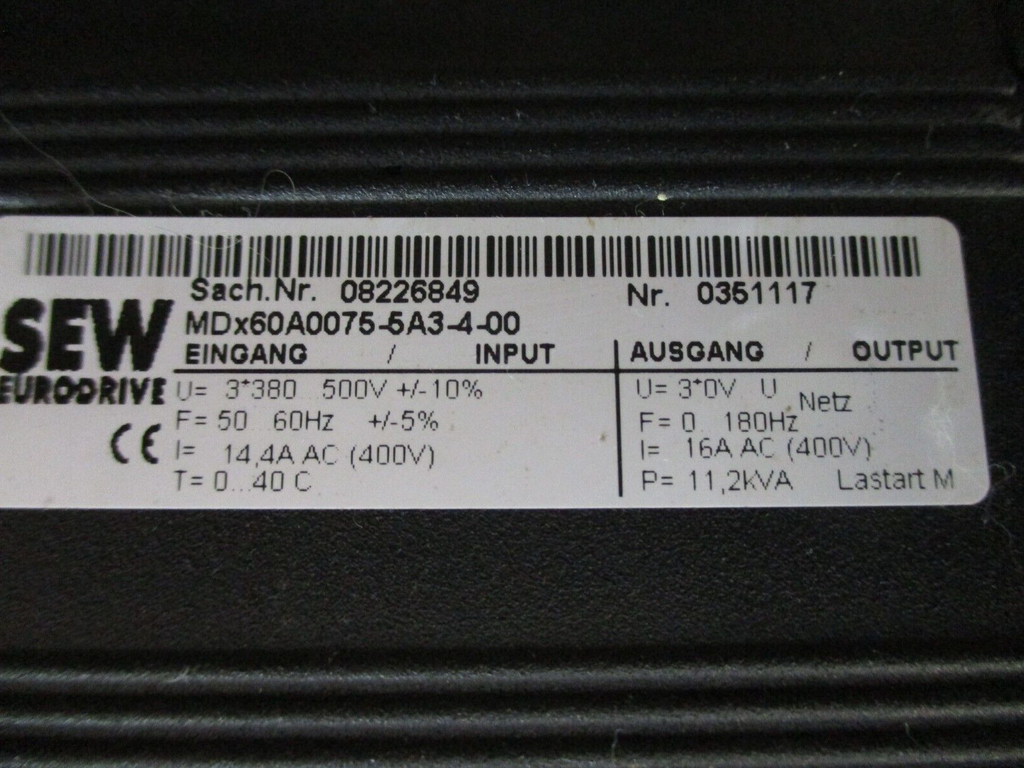 Sach.Nr. 08226849 Nr. 0351117
SEW
EURODRIVE
MDx60A0075-5A3-4-00
EINGANG / INPUT
AUSGANG / OUTPUT
U= 3*380 500V +/-10%
F= 50 60Hz +/-5%
I= 14,4A AC (400V)
T= 0...40 C
CE
U= 3*0V U Netz
F= 0 180Hz
I= 16A AC (400V)
P= 11,2kVA Lastart M